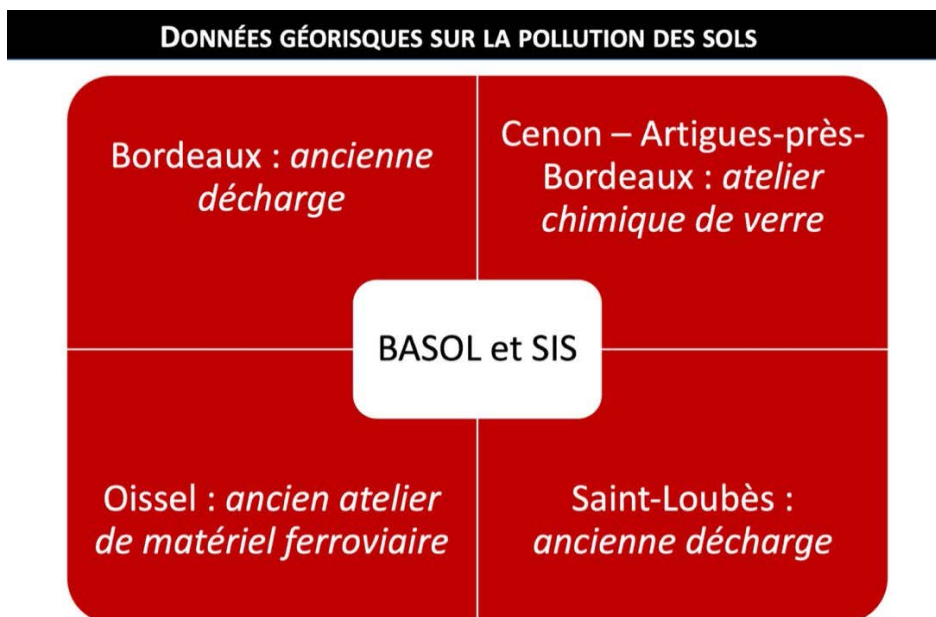 DONNÉES GÉORISQUES SUR LA POLLUTION DES SOLS
Bordeaux : ancienne
décharge
Cenon – Artigues-près-
Bordeaux : atelier
chimique de verre
BASOL et SIS
Oissel : ancien atelier
de matériel ferroviaire
Saint-Loubès :
ancienne décharge